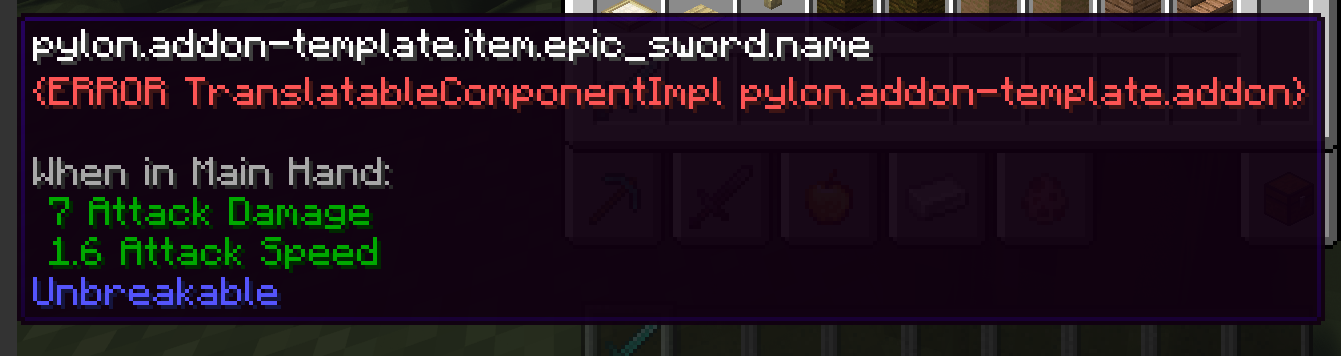 pylon.addon-template.item.epic_sword.name
{ERROR TranslatableComponentImpl pylon.addon-template.addon}
When in Main Hand:
7 Attack Damage
1.6 Attack Speed
Unbreakable